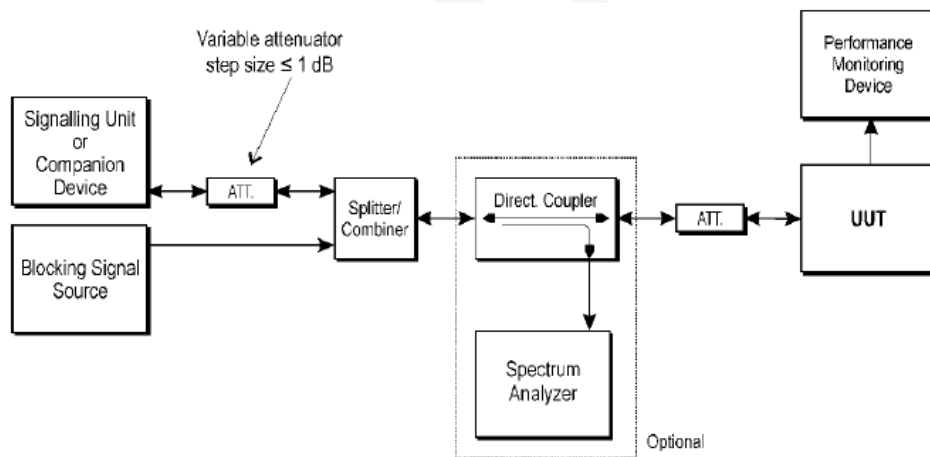 Variable attenuator
step size ≤ 1 dB
Signalling Unit
or
Companion
Device
ATT.
Splitter/
Combiner
Blocking Signal
Source
Direct. Coupler
Spectrum
Analyzer
Optional
ATT.
Performance
Monitoring
Device
UUT